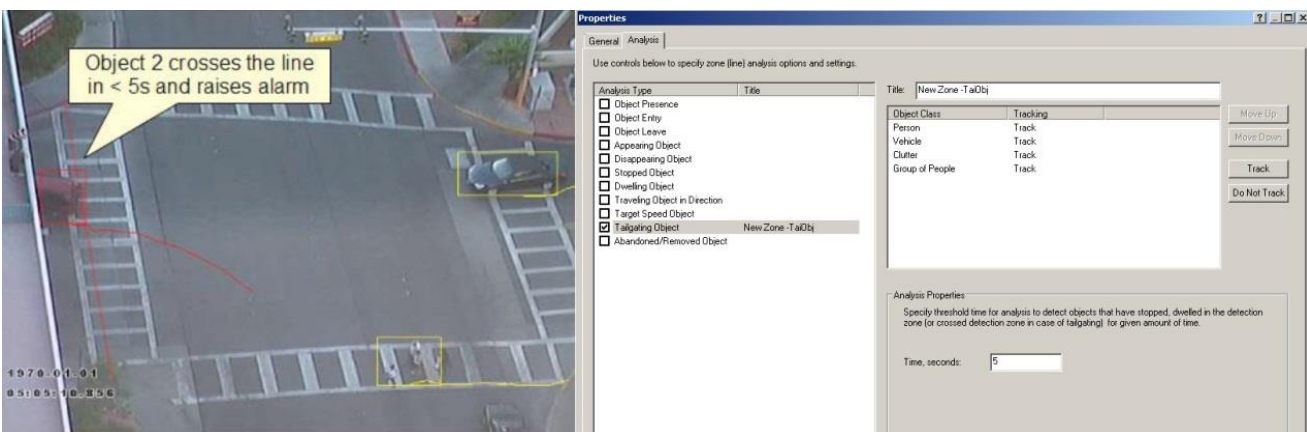 Object 2 crosses the line
in < 5s and raises alarm
1970-01-01
05:05:10.856
Properties
General Analysis
Use controls below to specify zone (line) analysis options and settings.
Analysis Type Title
Object Presence
Object Entry
Object Leave
Appearing Object
Disappearing Object
Stopped Object
Dwelling Object
Traveling Object in Direction
Target Speed Object
Tailgating Object New Zone -TailObj
Abandoned/Removed Object
Title: New Zone -TailObj
Object Class Tracking
Person Track
Vehicle Track
Clutter Track
Group of People Track
Move Up
Move Down
Track
Do Not Track
Analysis Properties
Specify threshold time for analysis to detect objects that have stopped, dwelled in the detection
zone (or crossed detection zone in case of tailgating) for given amount of time.
Time, seconds: 5